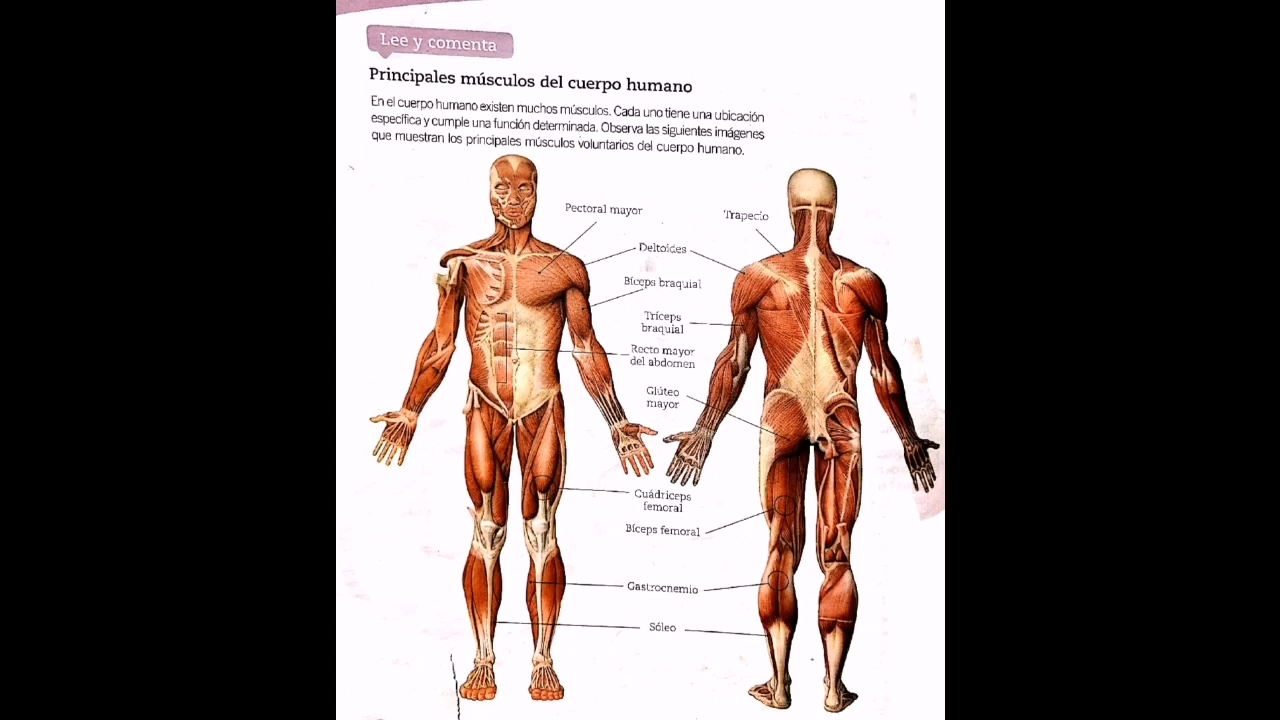 Lee y comenta
Principales músculos del cuerpo humano
En el cuerpo humano existen muchos músculos. Cada uno tiene una ubicación
específica y cumple una función determinada. Observa las siguientes imágenes
que muestran los principales músculos voluntarios del cuerpo humano.
Pectoral mayor
Trapecio
Deltoides
Bíceps braquial
Tríceps
braquial
Recto mayor
del abdomen
Glúteo
mayor
Cuádriceps
femoral
Bíceps femoral
Gastrocnemio
Sóleo